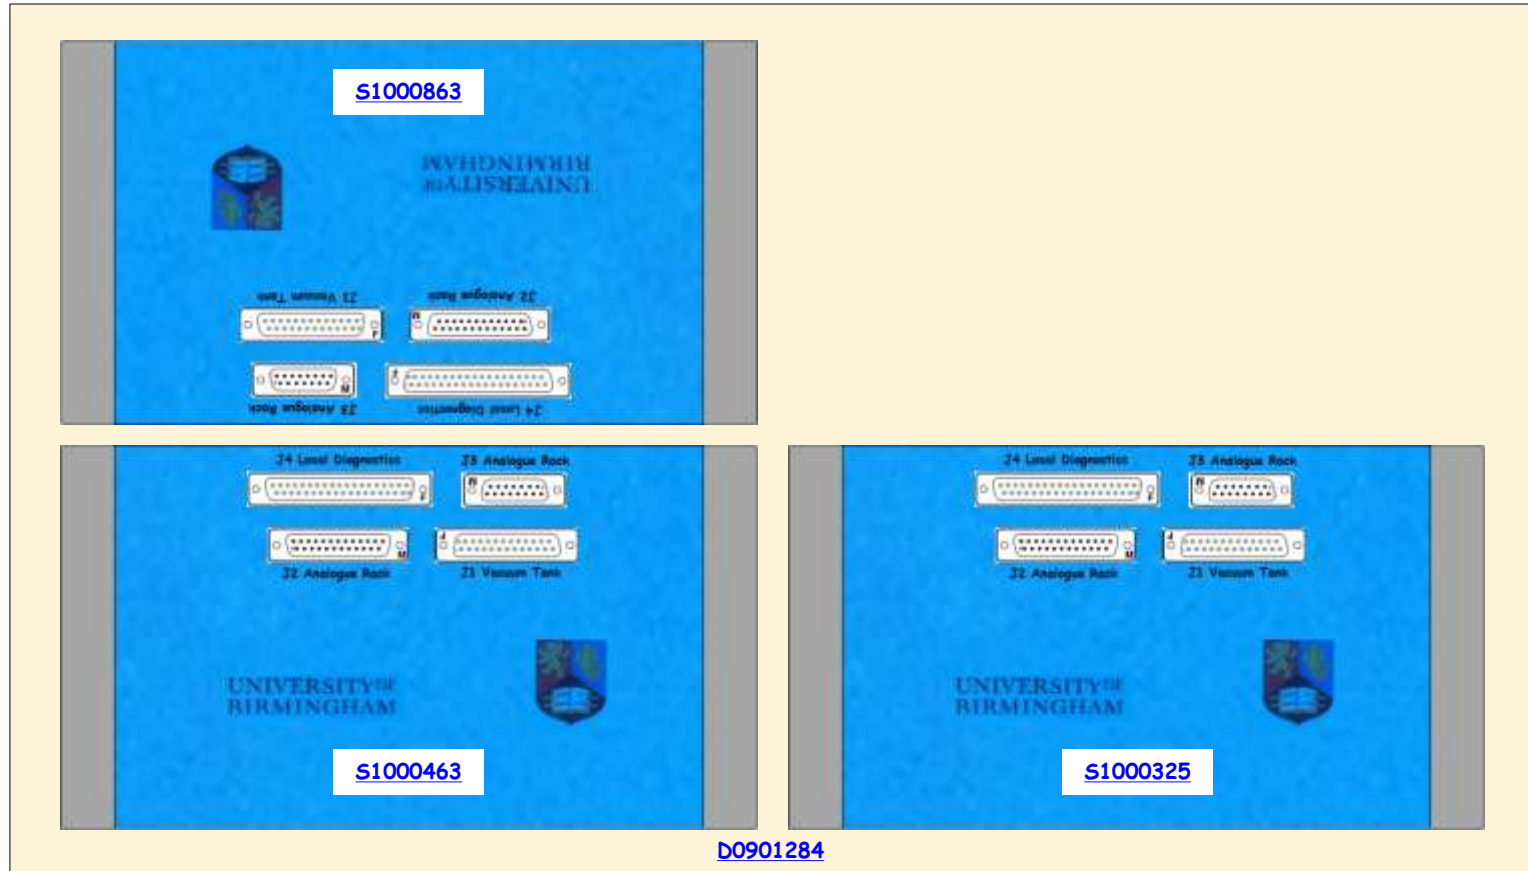 S1000863
UNIVERSITY OF
BIRMINGHAM
J1 Vacuum Tank
J2 Analogue Rack
F
M
M
F
J3 Analogue Rack
J4 Local Diagnostics
J4 Local Diagnostics
J3 Analogue Rack
F
M
M
F
J2 Analogue Rack
J1 Vacuum Tank
UNIVERSITY OF
BIRMINGHAM
S1000463
J4 Local Diagnostics
J3 Analogue Rack
F
M
M
F
J2 Analogue Rack
J1 Vacuum Tank
UNIVERSITY OF
BIRMINGHAM
S1000325
D0901284